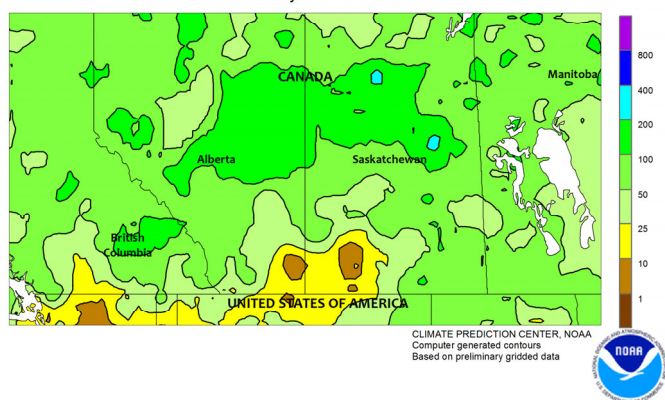 CANADA
Manitoba
Alberta
Saskatchewan
British
Columbia
UNITED STATES OF AMERICA
800
400
200
100
50
25
10
1
CLIMATE PREDICTION CENTER, NOAA
Computer generated contours
Based on preliminary gridded data
NOAA